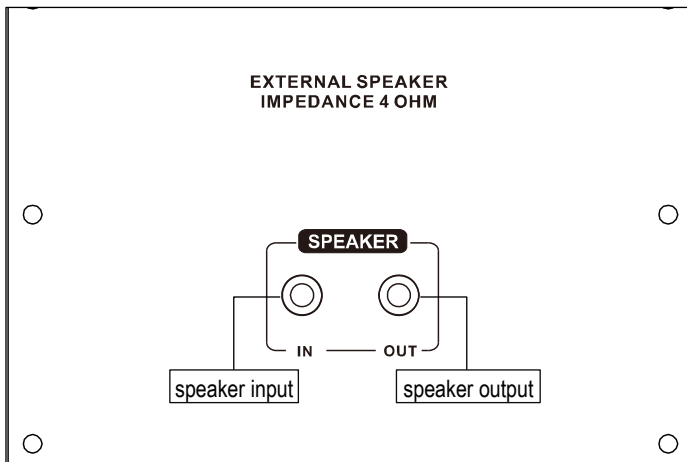 EXTERNAL SPEAKER
IMPEDANCE 4 OHM
SPEAKER
IN OUT
speaker input speaker output